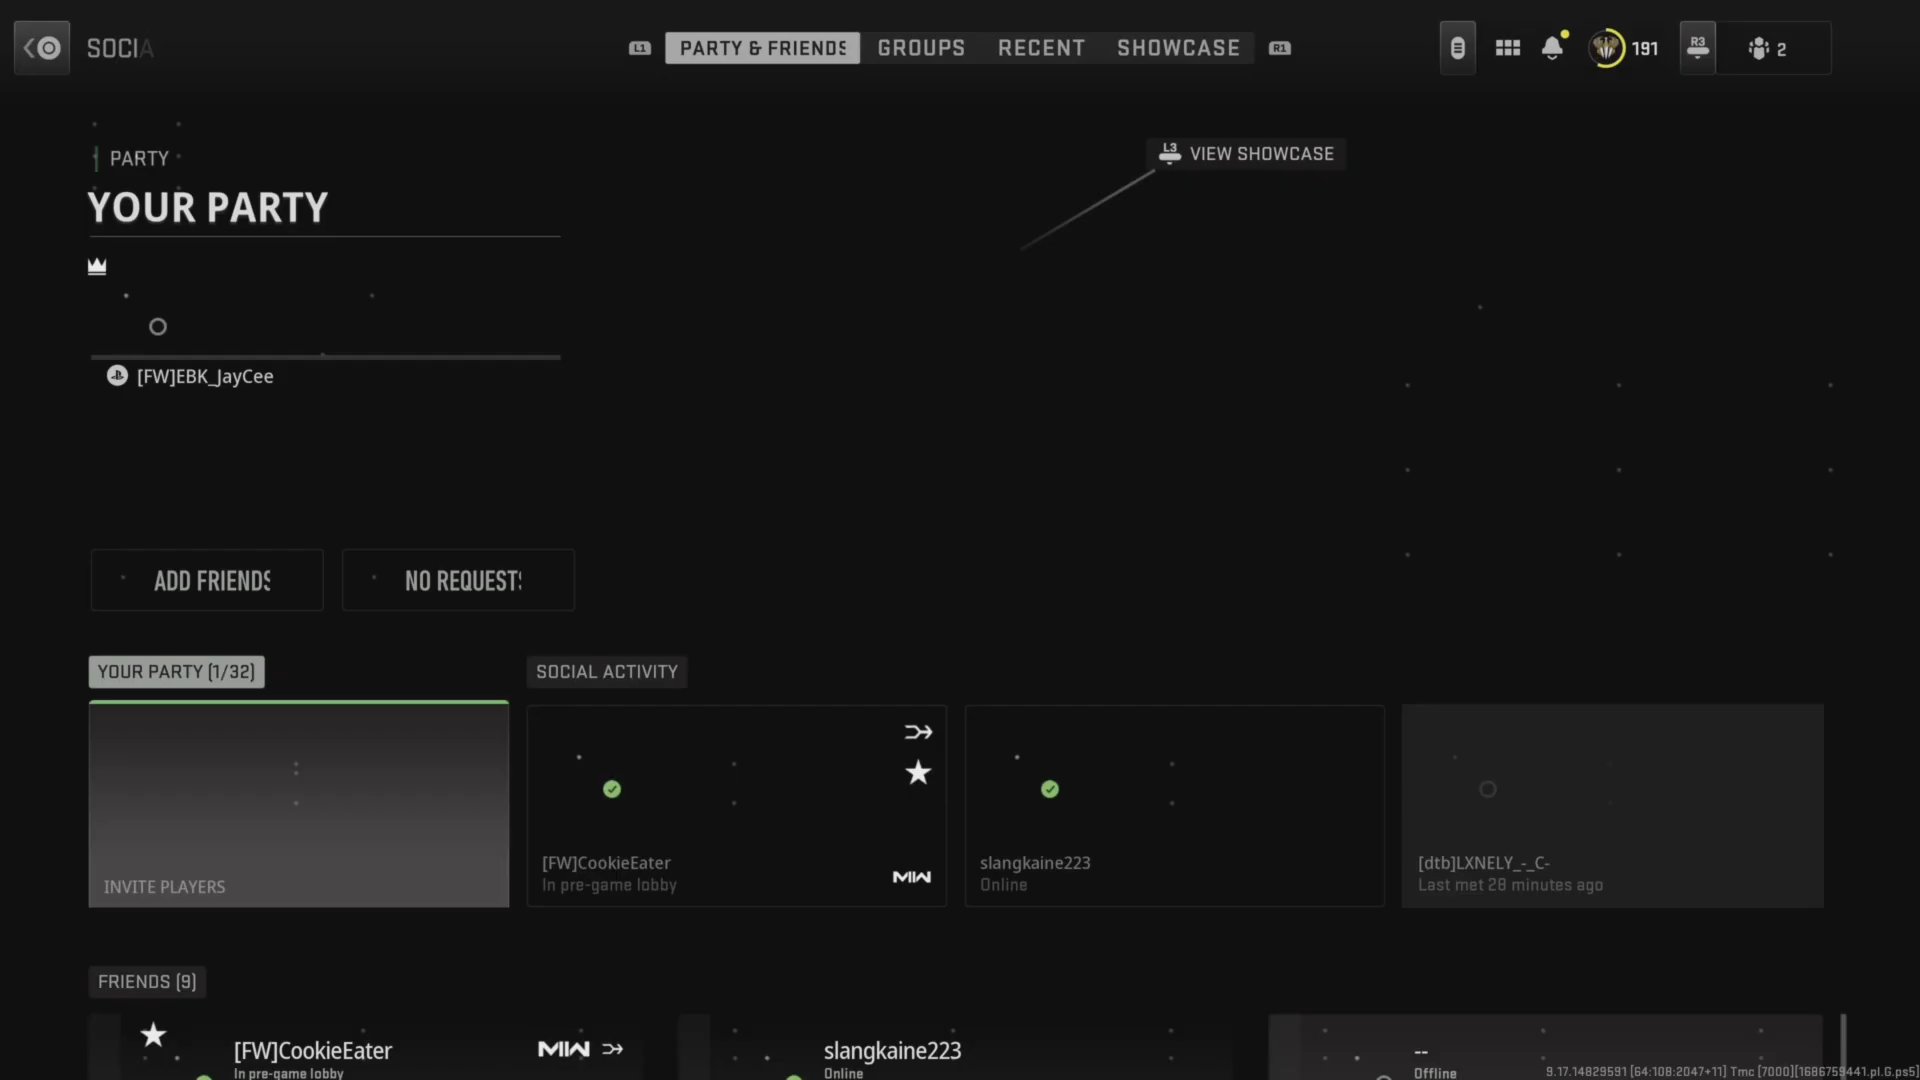 SOCIA
L1 PARTY & FRIENDS GROUPS RECENT SHOWCASE R1
191
R3
2
PARTY
YOUR PARTY
L3 VIEW SHOWCASE
[FW]EBK_JayCee
ADD FRIENDS
NO REQUESTS
YOUR PARTY (1/32)
SOCIAL ACTIVITY
INVITE PLAYERS
[FW]CookieEater
In pre-game lobby
MW
slangkaine223
Online
[dtb]LXNELY_-_C-
Last met 28 minutes ago
FRIENDS (9)
[FW]CookieEater
In pre-game lobby
MW
slangkaine223
Online
--
Offline
9.17.14829591 [64:108:2047+11] Tmc [7000][1686759441.pl.G.ps5]